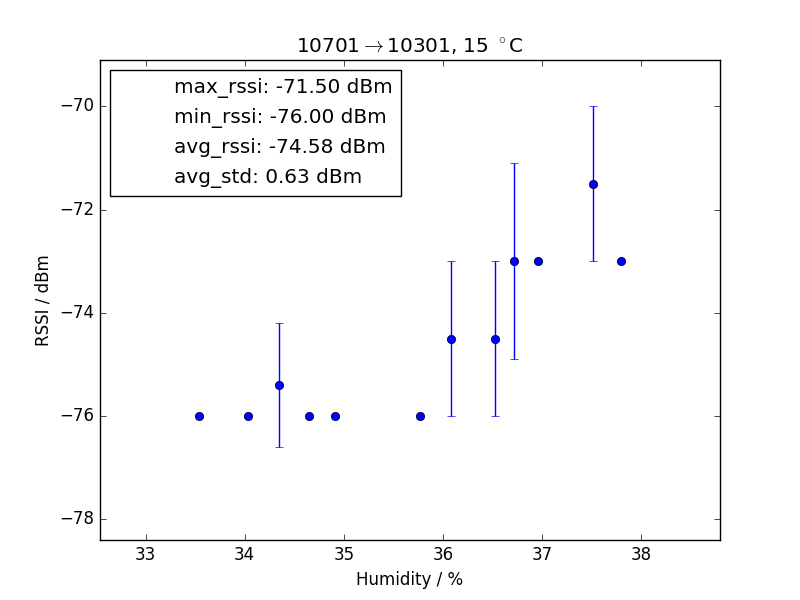 10701→10301, 15 °C
max_rssi: -71.50 dBm
min_rssi: -76.00 dBm
avg_rssi: -74.58 dBm
avg_std: 0.63 dBm
−70
−72
−74
−76
−78
RSSI / dBm
33 34 35 36 37 38
Humidity / %